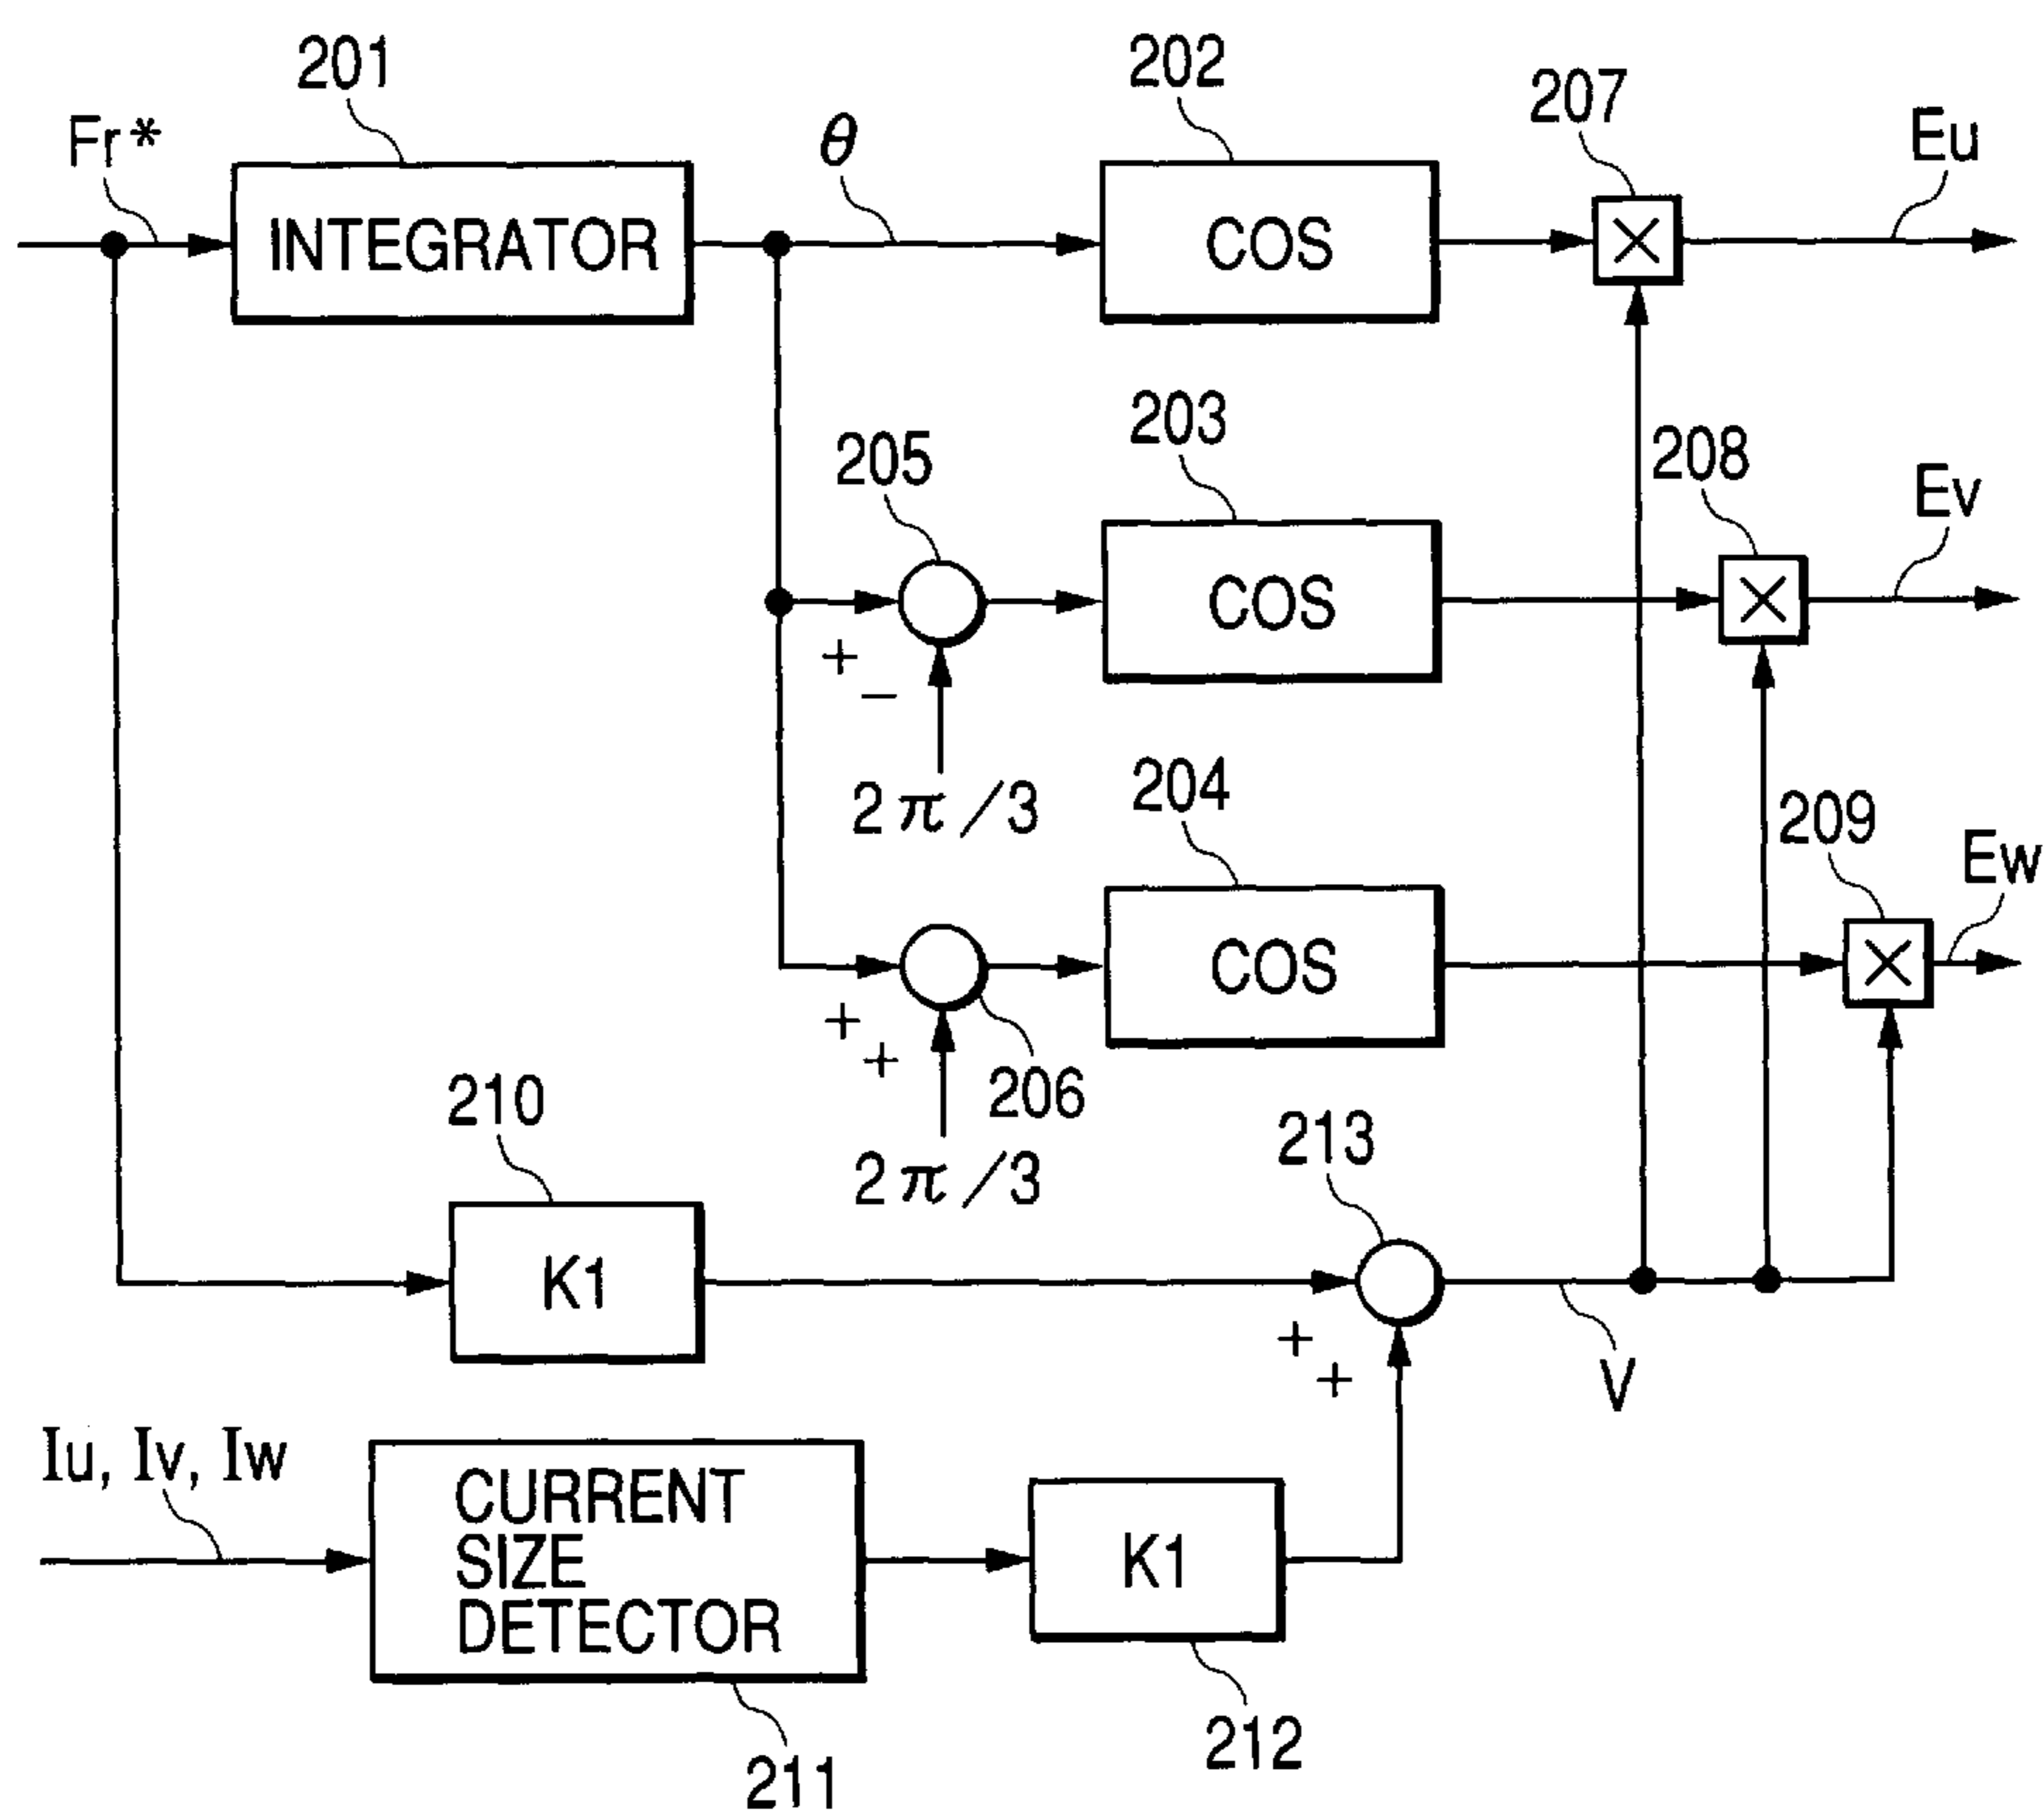 201
202
207
Fr*
θ
Eu
INTEGRATOR
COS
×
203
205
208
Ev
COS
×
+
−
2π/3
204
209
Ew
COS
×
+
+
206
2π/3
210
213
K1
+
+
V
Iu, Iv, Iw
CURRENT
SIZE
DETECTOR
K1
212
211